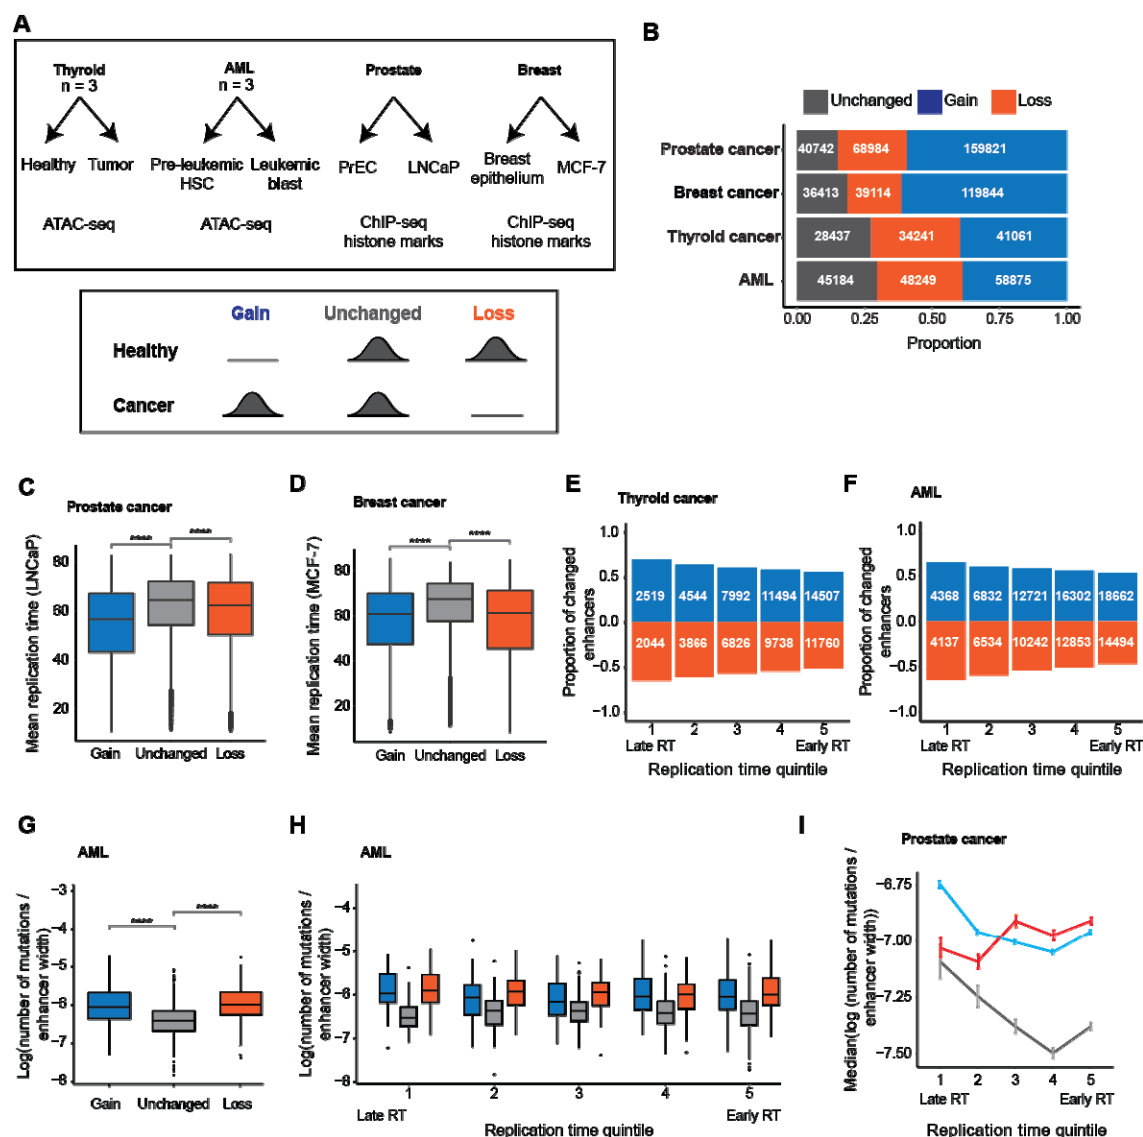 A
Thyroid
n = 3
AML
n = 3
Prostate
Breast
Healthy
Tumor
Pre-leukemic
HSC
Leukemic
blast
PrEC
LNCaP
Breast
epithelium
MCF-7
ATAC-seq
ATAC-seq
ChIP-seq
histone marks
ChIP-seq
histone marks
Gain
Unchanged
Loss
Healthy
Cancer
B
Unchanged
Gain
Loss
Prostate cancer
40742
68984
159821
Breast cancer
36413
39114
119844
Thyroid cancer
28437
34241
41061
AML
45184
48249
58875
0.00
0.25
0.50
0.75
1.00
Proportion
C
Prostate cancer
Mean replication time (LNCaP)
80
60
40
20
****
****
Gain
Unchanged
Loss
D
Breast cancer
Mean replication time (MCF-7)
80
60
40
20
****
****
Gain
Unchanged
Loss
E
Thyroid cancer
Proportion of changed
enhancers
1.0
0.5
0.0
−0.5
−1.0
2519
4544
7992
11494
14507
2044
3866
6826
9738
11760
1
2
3
4
5
Late RT
Early RT
Replication time quintile
F
AML
Proportion of changed
enhancers
1.0
0.5
0.0
−0.5
−1.0
4368
6832
12721
16302
18662
4137
6534
10242
12853
14494
1
2
3
4
5
Late RT
Early RT
Replication time quintile
G
AML
Log(number of mutations /
enhancer width)
−3
−4
−5
−6
−7
−8
****
****
Gain
Unchanged
Loss
H
AML
Log(number of mutations /
enhancer width)
−4
−5
−6
−7
−8
1
2
3
4
5
Late RT
Early RT
Replication time quintile
I
Prostate cancer
Median(log (number of mutations /
enhancer width))
−6.75
−7.00
−7.25
−7.50
1
2
3
4
5
Late RT
Early RT
Replication time quintile